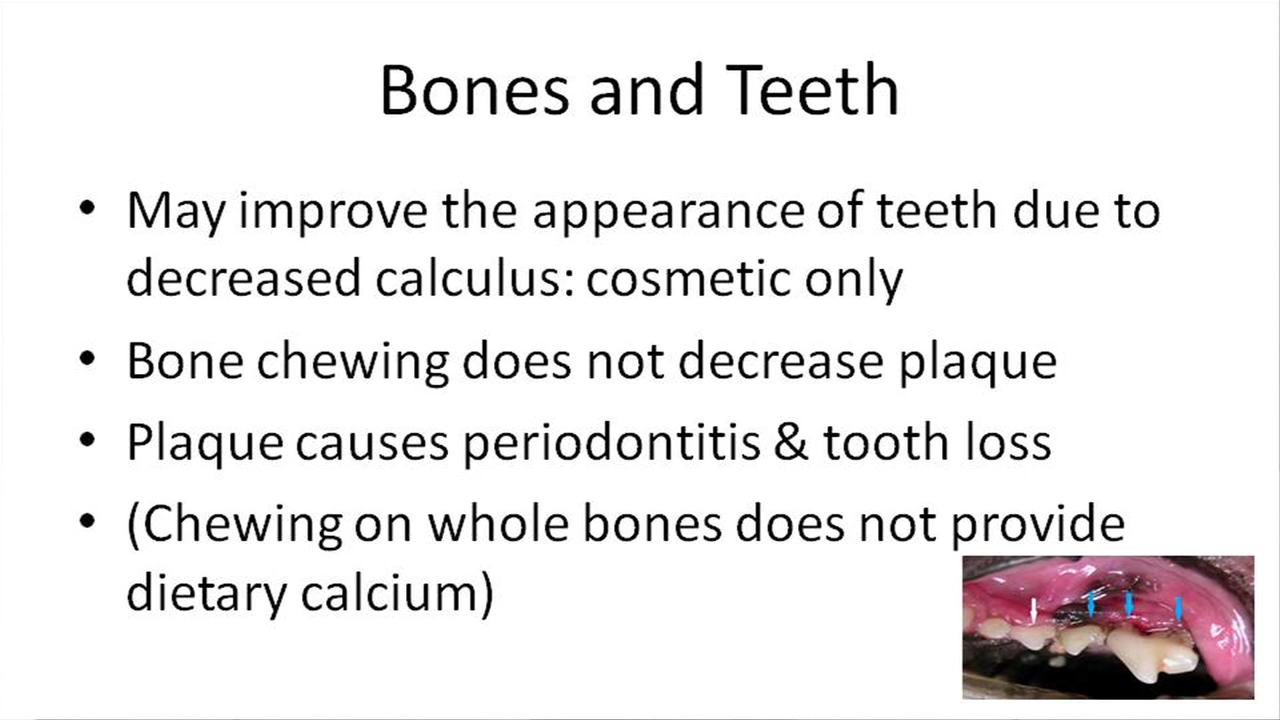 Bones and Teeth
• May improve the appearance of teeth due to
decreased calculus: cosmetic only
• Bone chewing does not decrease plaque
• Plaque causes periodontitis & tooth loss
• (Chewing on whole bones does not provide
dietary calcium)